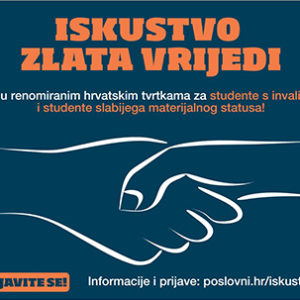 ISKUSTVO
ZLATA VRIJEDI
u renomiranim hrvatskim tvrtkama za studente s invali
i studente slabijega materijalnog statusa!
JAVITE SE!
Informacije i prijave: poslovni.hr/iskust